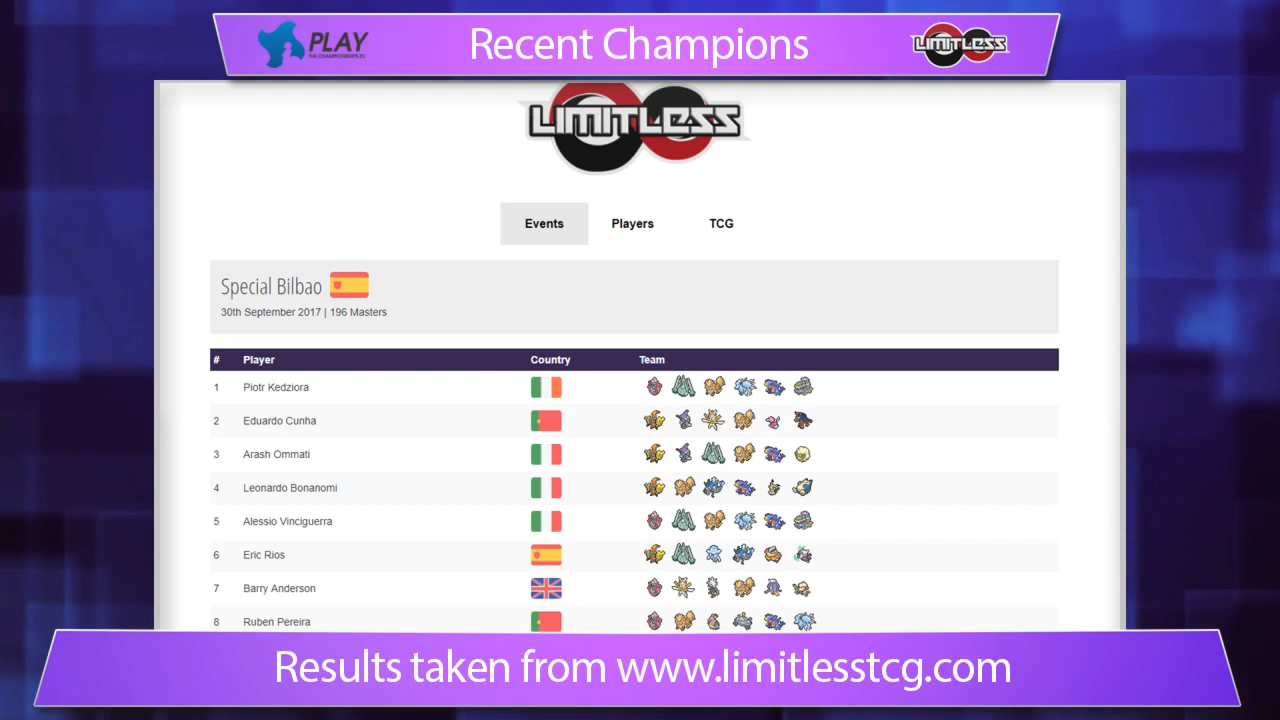 PLAY
THE CHAMPIONSHIPS.EU
Recent Champions
LIMITLESS
LIMITLESS
Events Players TCG
Special Bilbao
30th September 2017 | 196 Masters
# Player Country Team
1 Piotr Kedziora
2 Eduardo Cunha
3 Arash Ommati
4 Leonardo Bonanomi
5 Alessio Vinciguerra
6 Eric Rios
7 Barry Anderson
8 Ruben Pereira
Results taken from www.limitlesstcg.com